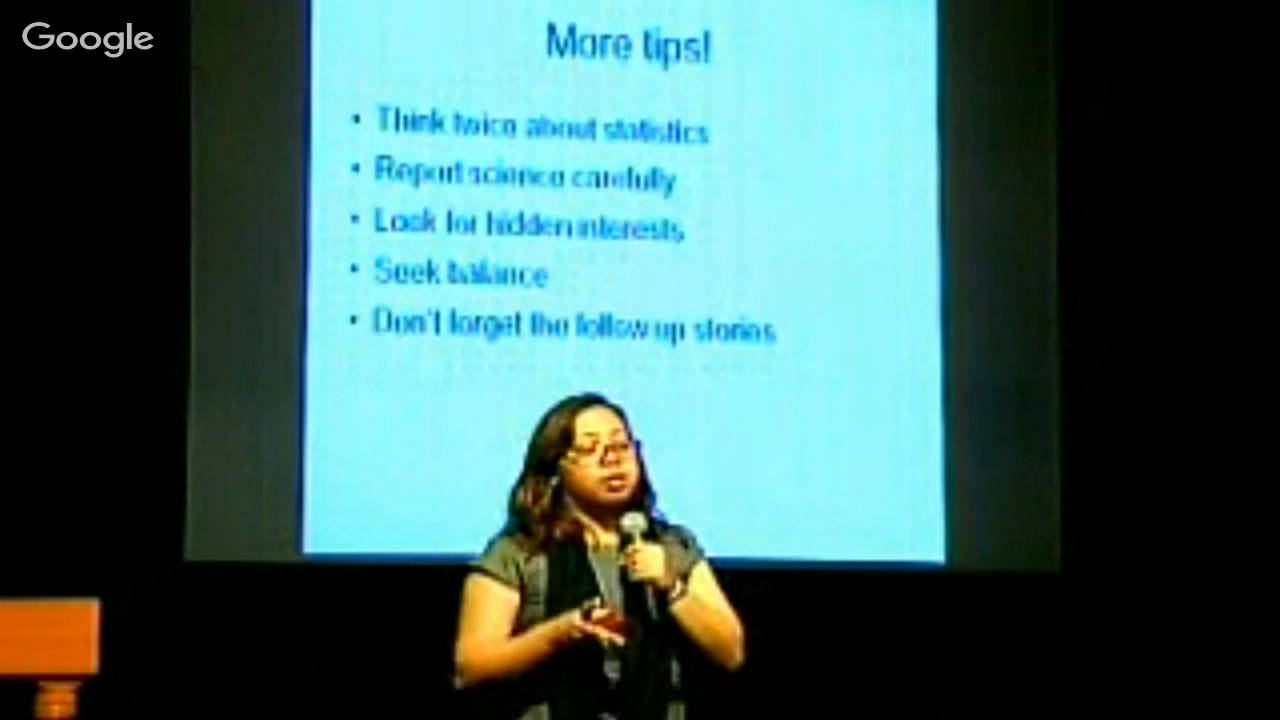 Google
More tips!
• Think twice about statistics
• Report science carefully
• Look for hidden interests
• Seek balance
• Don't forget the follow up stories